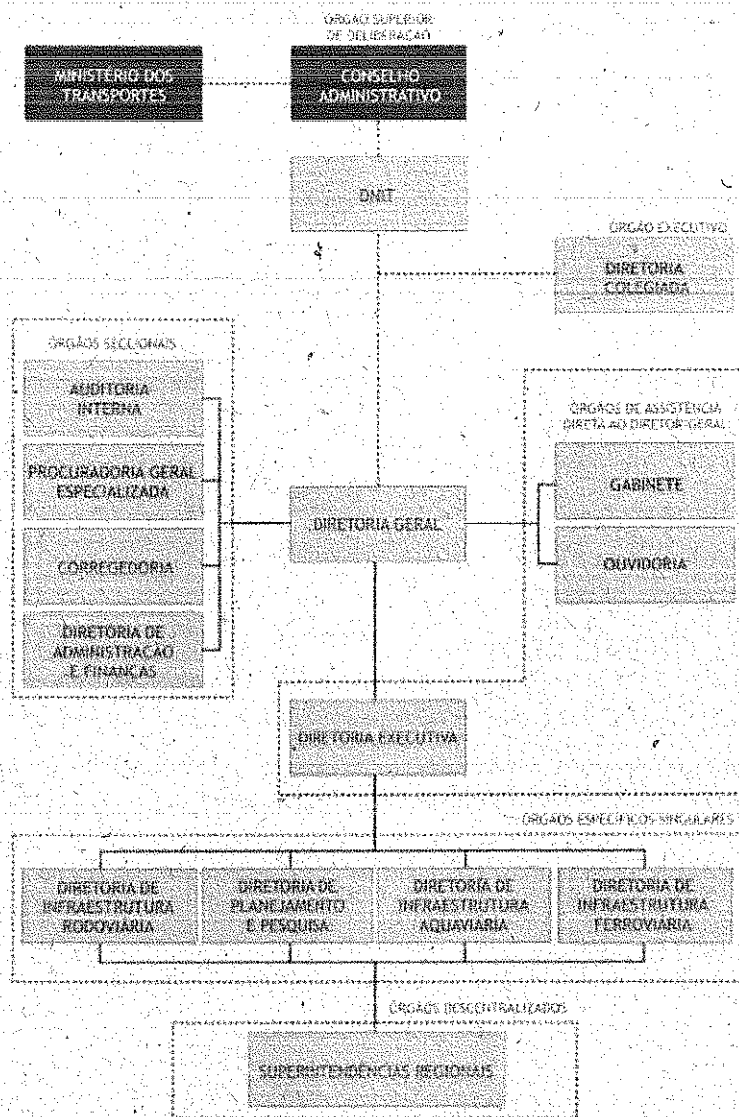 ÓRGÃO SUPERIOR
DE DELIBERAÇÃO
MINISTÉRIO DOS
TRANSPORTES
CONSELHO
ADMINISTRATIVO
DNIT
ÓRGÃO EXECUTIVO
DIRETORIA
COLEGIADA
ÓRGÃOS SECCIONAIS
AUDITORIA
INTERNA
PROCURADORIA GERAL
ESPECIALIZADA
CORREGEDORIA
DIRETORIA DE
ADMINISTRAÇÃO
E FINANÇAS
DIRETORIA GERAL
ÓRGÃOS DE ASSISTÊNCIA
DIRETA AO DIRETOR GERAL
GABINETE
OUVIDORIA
DIRETORIA EXECUTIVA
ÓRGÃOS ESPECÍFICOS SINGULARES
DIRETORIA DE
INFRAESTRUTURA
RODOVIÁRIA
DIRETORIA DE
PLANEJAMENTO
E PESQUISA
DIRETORIA DE
INFRAESTRUTURA
AQUAVIÁRIA
DIRETORIA DE
INFRAESTRUTURA
FERROVIÁRIA
ÓRGÃOS DESCENTRALIZADOS
SUPERINTENDÊNCIAS REGIONAIS